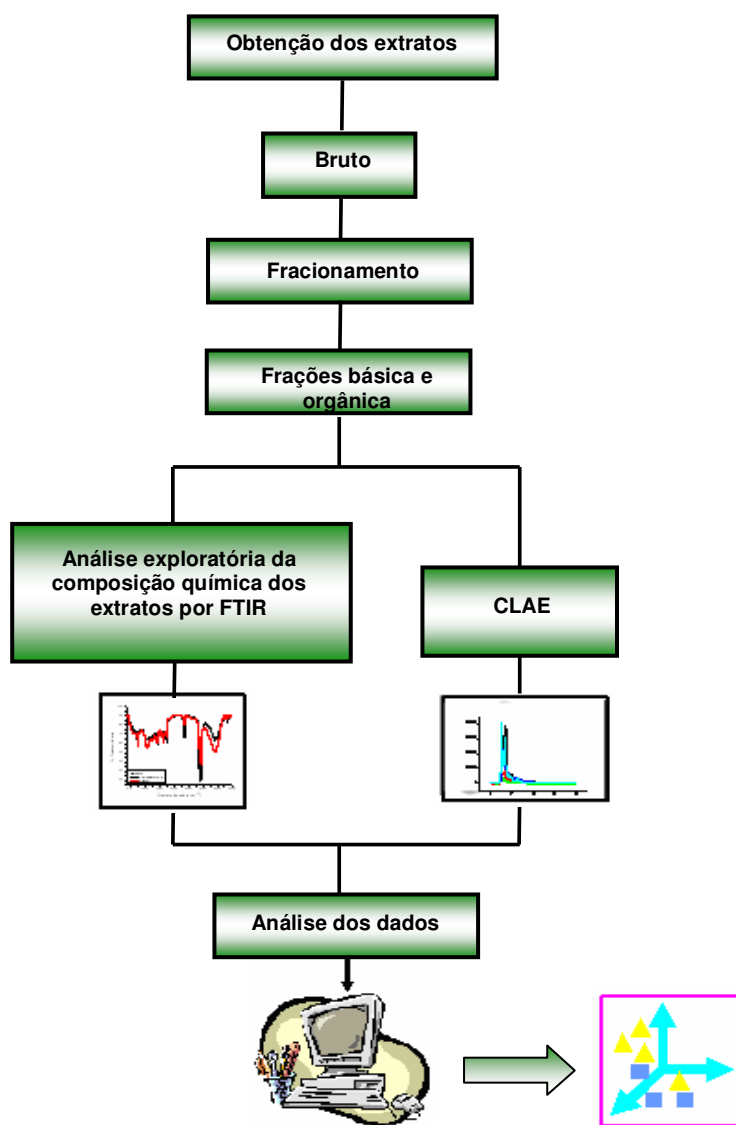 Obtenção dos extratos
Bruto
Fracionamento
Frações básica e
orgânica
Análise exploratória da
composição química dos
extratos por FTIR
CLAE
Análise dos dados